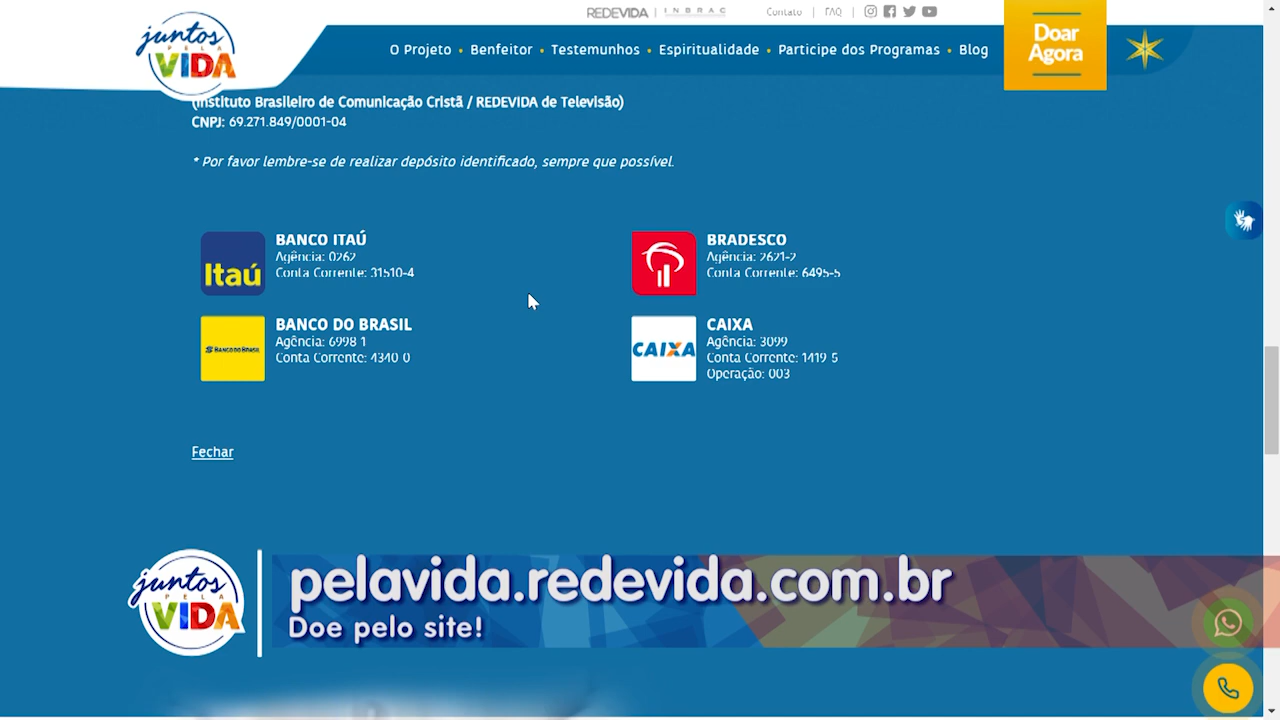 juntos
PELA
VIDA
REDEVIDA | INBRAC
Contato | FAQ |
O Projeto • Benfeitor • Testemunhos • Espiritualidade • Participe dos Programas • Blog
Doar
Agora
(Instituto Brasileiro de Comunicação Cristã / REDEVIDA de Televisão)
CNPJ: 69.271.849/0001-04
* Por favor lembre-se de realizar depósito identificado, sempre que possível.
Itaú
BANCO ITAÚ
Agência: 0262
Conta Corrente: 31510-4
BRADESCO
Agência: 2621-2
Conta Corrente: 6495-5
BANCO DO BRASIL
BANCO DO BRASIL
Agência: 6998 1
Conta Corrente: 4340 0
CAIXA
CAIXA
Agência: 3099
Conta Corrente: 1419 5
Operação: 003
Fechar
juntos
PELA
VIDA
pelavida.redevida.com.br
Doe pelo site!